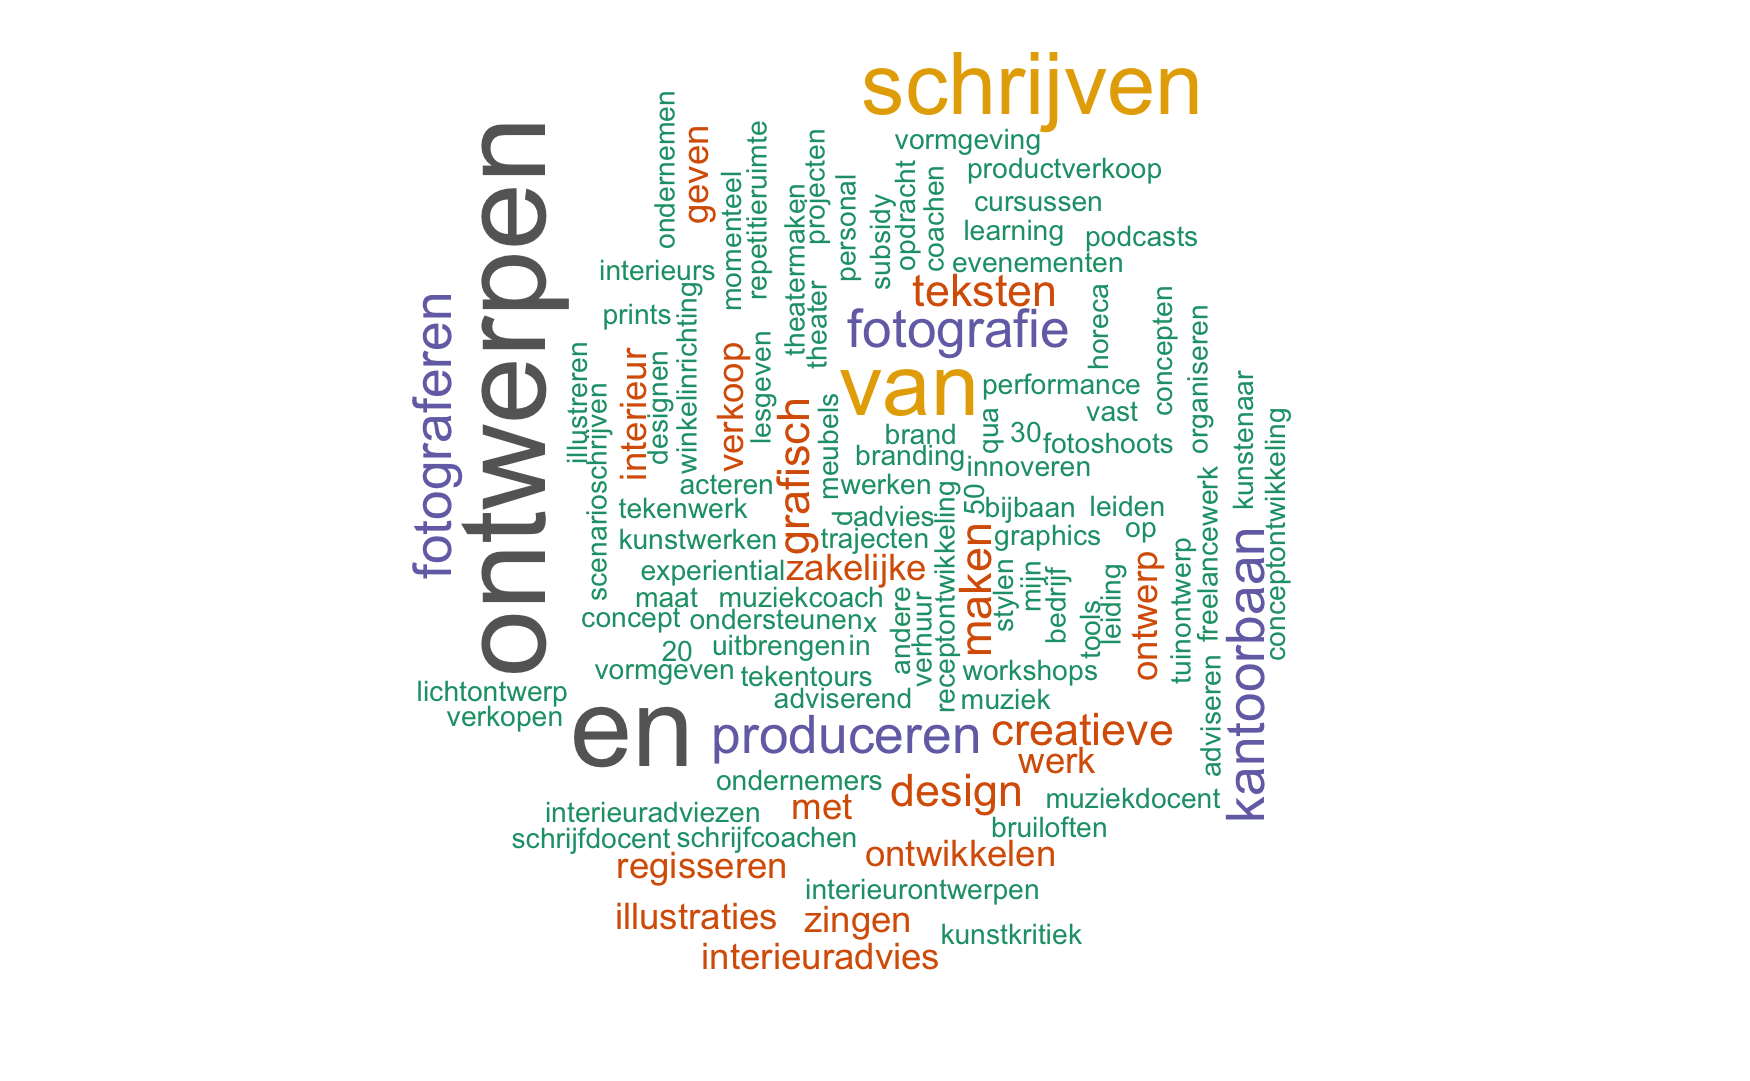 schrijven
ontwerpen
fotograferen
ondernemen
geven
momenteel
repetitieruimte
theatermaken
projecten
personal
subsidy
opdracht
coachen
vormgeving
productverkoop
cursussen
learning
podcasts
evenementen
interieurs
teksten
prints
winkelinrichting
theater
fotografie
horeca
concepten
organiseren
illustreren
scenarioschrijven
interieur
designen
verkoop
lesgeven
grafisch
meubels
van
performance
vast
kunstenaar
conceptontwikkeling
brand
qua
30
fotoshoots
branding
innoveren
acteren
werken
50
bijbaan
leiden
tekenwerk
d
advies
receptontwikkeling
graphics
op
freelancewerk
kunstwerken
trajecten
maken
experiential
zakelijke
stylen
mijn
bedrijf
tools
leiding
ontwerp
tuinontwerp
kantoorbaan
maat
muziekcoach
andere
verhuur
concept
ondersteunen
x
20
uitbrengen
in
vormgeven
tekentours
workshops
lichtontwerp
adviserend
muziek
adviseren
verkopen
en
produceren
creatieve
werk
ondernemers
design
interieuradviezen
met
muziekdocent
schrijfdocent
schrijfcoachen
bruiloften
regisseren
ontwikkelen
interieurontwerpen
illustraties
zingen
kunstkritiek
interieuradvies